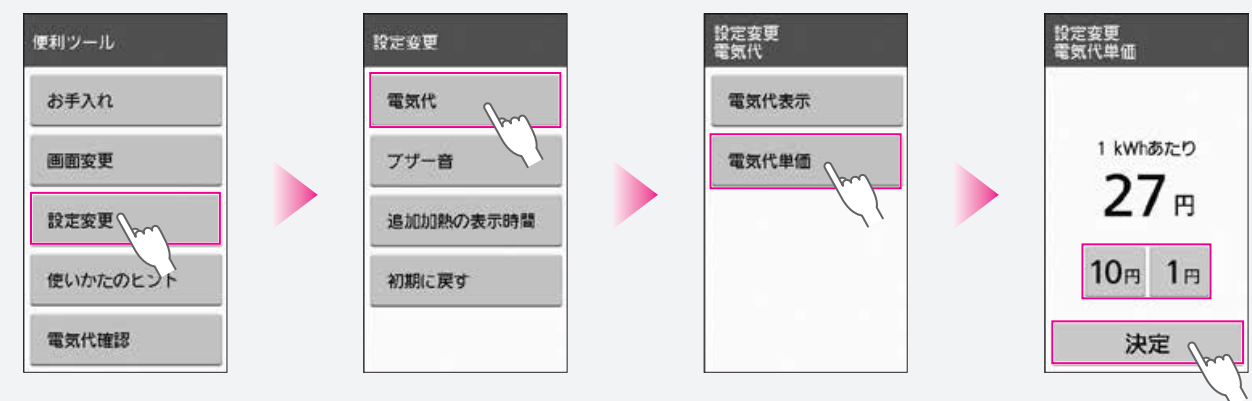 便利ツール
お手入れ
画面変更
設定変更
使いかたのヒント
電気代確認
設定変更
電気代
ブザー音
追加加熱の表示時間
初期に戻す
設定変更
電気代
電気代表示
電気代単価
設定変更
電気代単価
1 kWhあたり
27円
10円 1円
決定